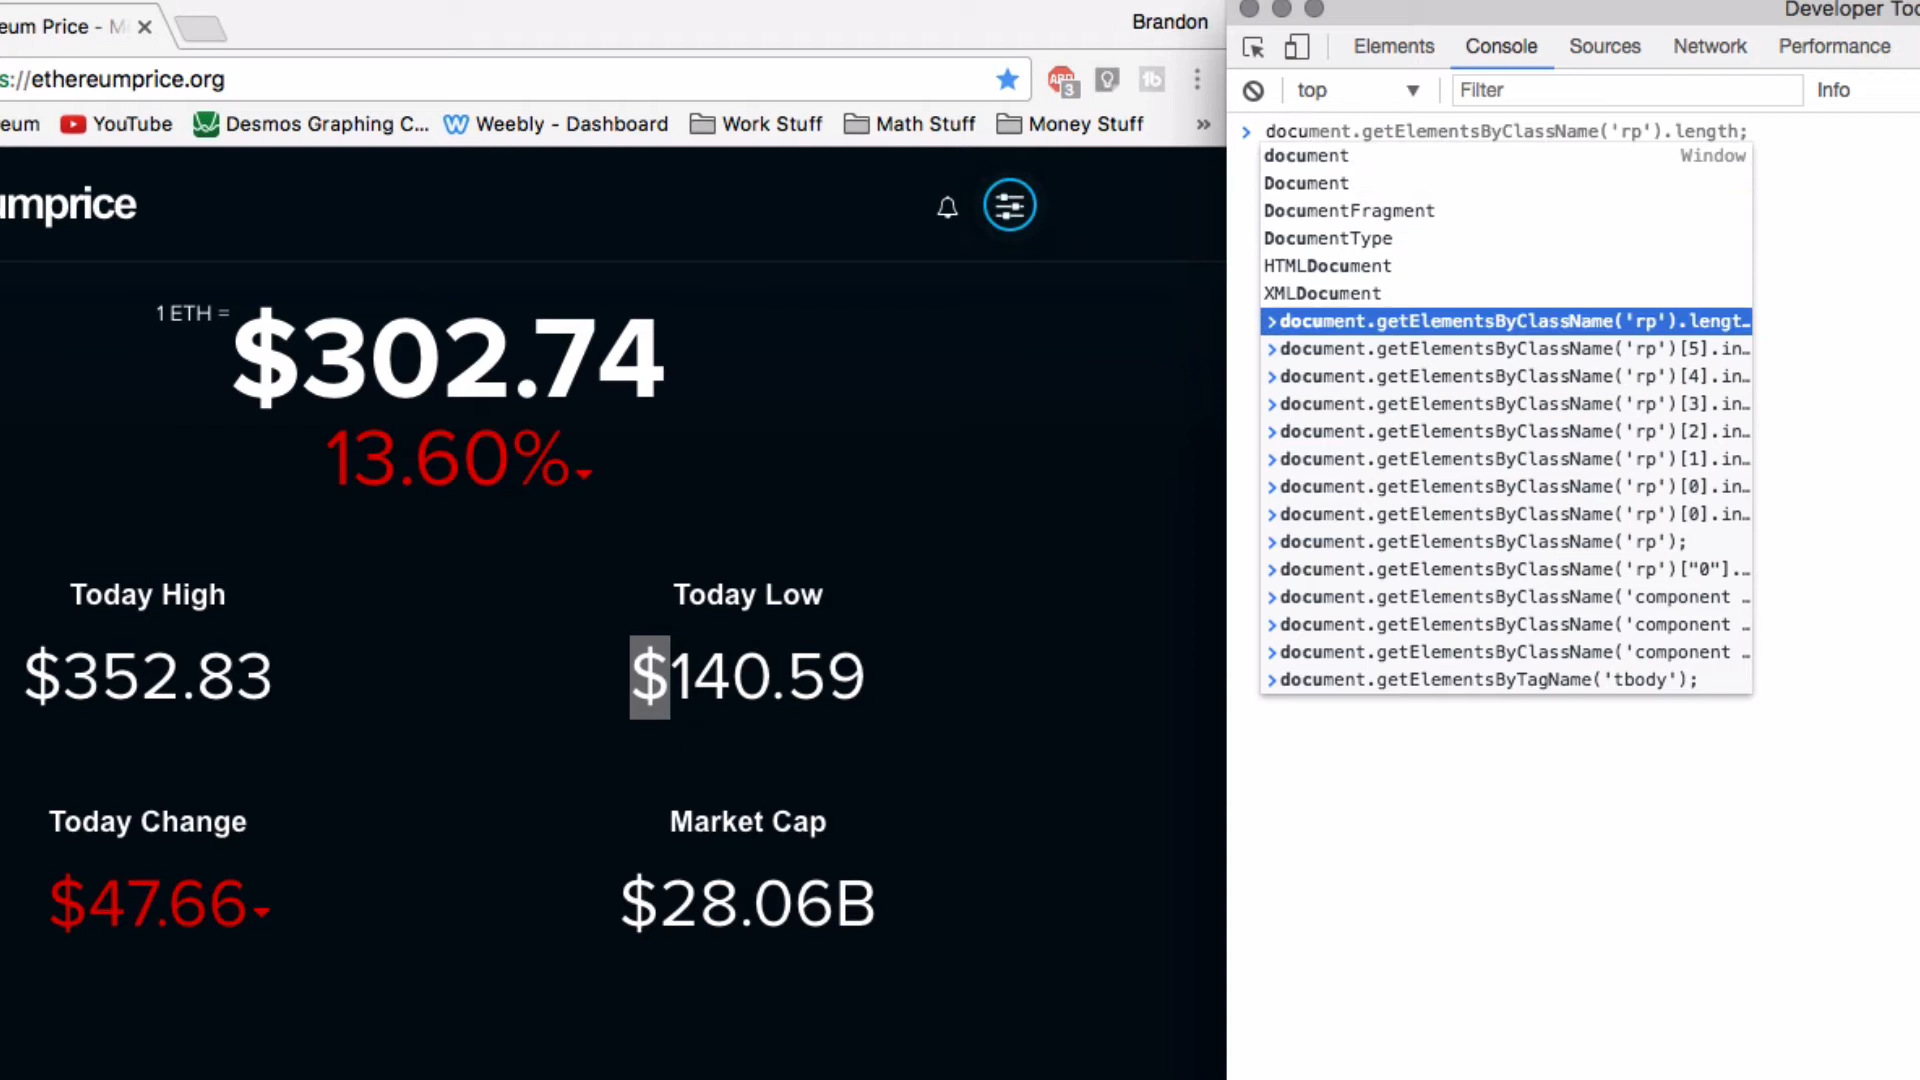 eum Price - M
Brandon
s://ethereumprice.org
ABP
3
tb
eum
YouTube
Desmos Graphing C...
Weebly - Dashboard
Work Stuff
Math Stuff
Money Stuff
»
umprice
1 ETH =
$302.74
13.60%
Today High
Today Low
$352.83
$140.59
Today Change
Market Cap
$47.66
$28.06B
Developer Too
Elements
Console
Sources
Network
Performance
top
Filter
Info
> document.getElementsByClassName('rp').length;
document
Window
Document
DocumentFragment
DocumentType
HTMLDocument
XMLDocument
>document.getElementsByClassName('rp').lengt…
>document.getElementsByClassName('rp')[5].in…
>document.getElementsByClassName('rp')[4].in…
>document.getElementsByClassName('rp')[3].in…
>document.getElementsByClassName('rp')[2].in…
>document.getElementsByClassName('rp')[1].in…
>document.getElementsByClassName('rp')[0].in…
>document.getElementsByClassName('rp')[0].in…
>document.getElementsByClassName('rp');
>document.getElementsByClassName('rp')["0"].…
>document.getElementsByClassName('component …
>document.getElementsByClassName('component …
>document.getElementsByClassName('component …
>document.getElementsByTagName('tbody');